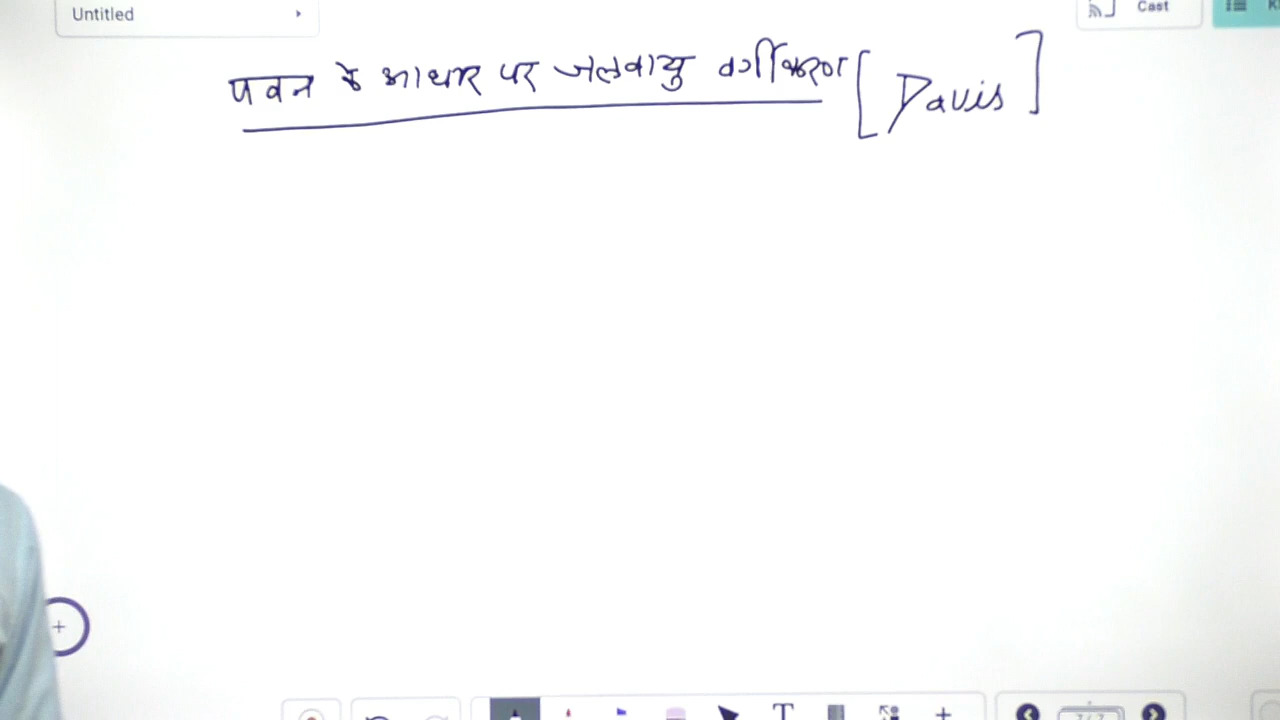 Untitled
Cast
पवन के आधार पर जलवायु वर्गीकरण [Davis]
T